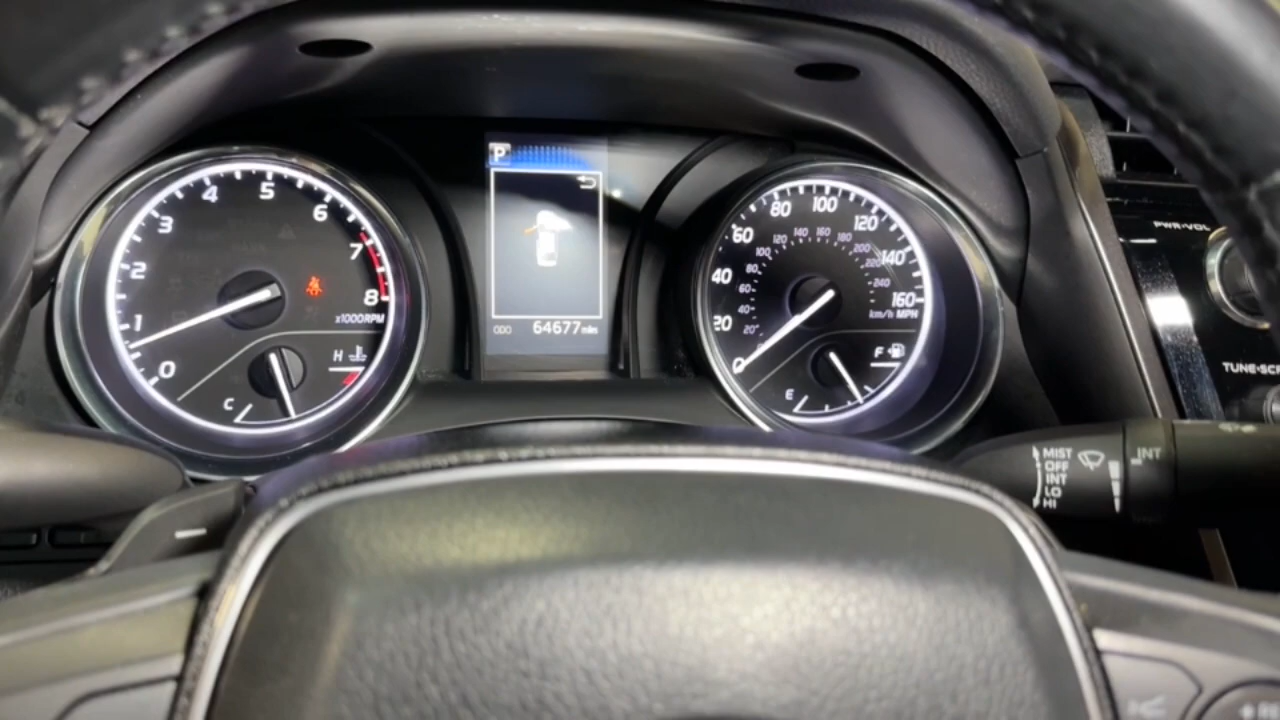 P
0
1
2
3
4
5
6
7
8
x1000RPM
C
H
ODO 64677 miles
0
20
40
60
80
100
120
140
160
20
40
60
80
100
120
140
160
180
200
220
240
km/h MPH
E
F
PWR•VOL
TUNE•SCR
MIST
OFF
INT
LO
HI
INT